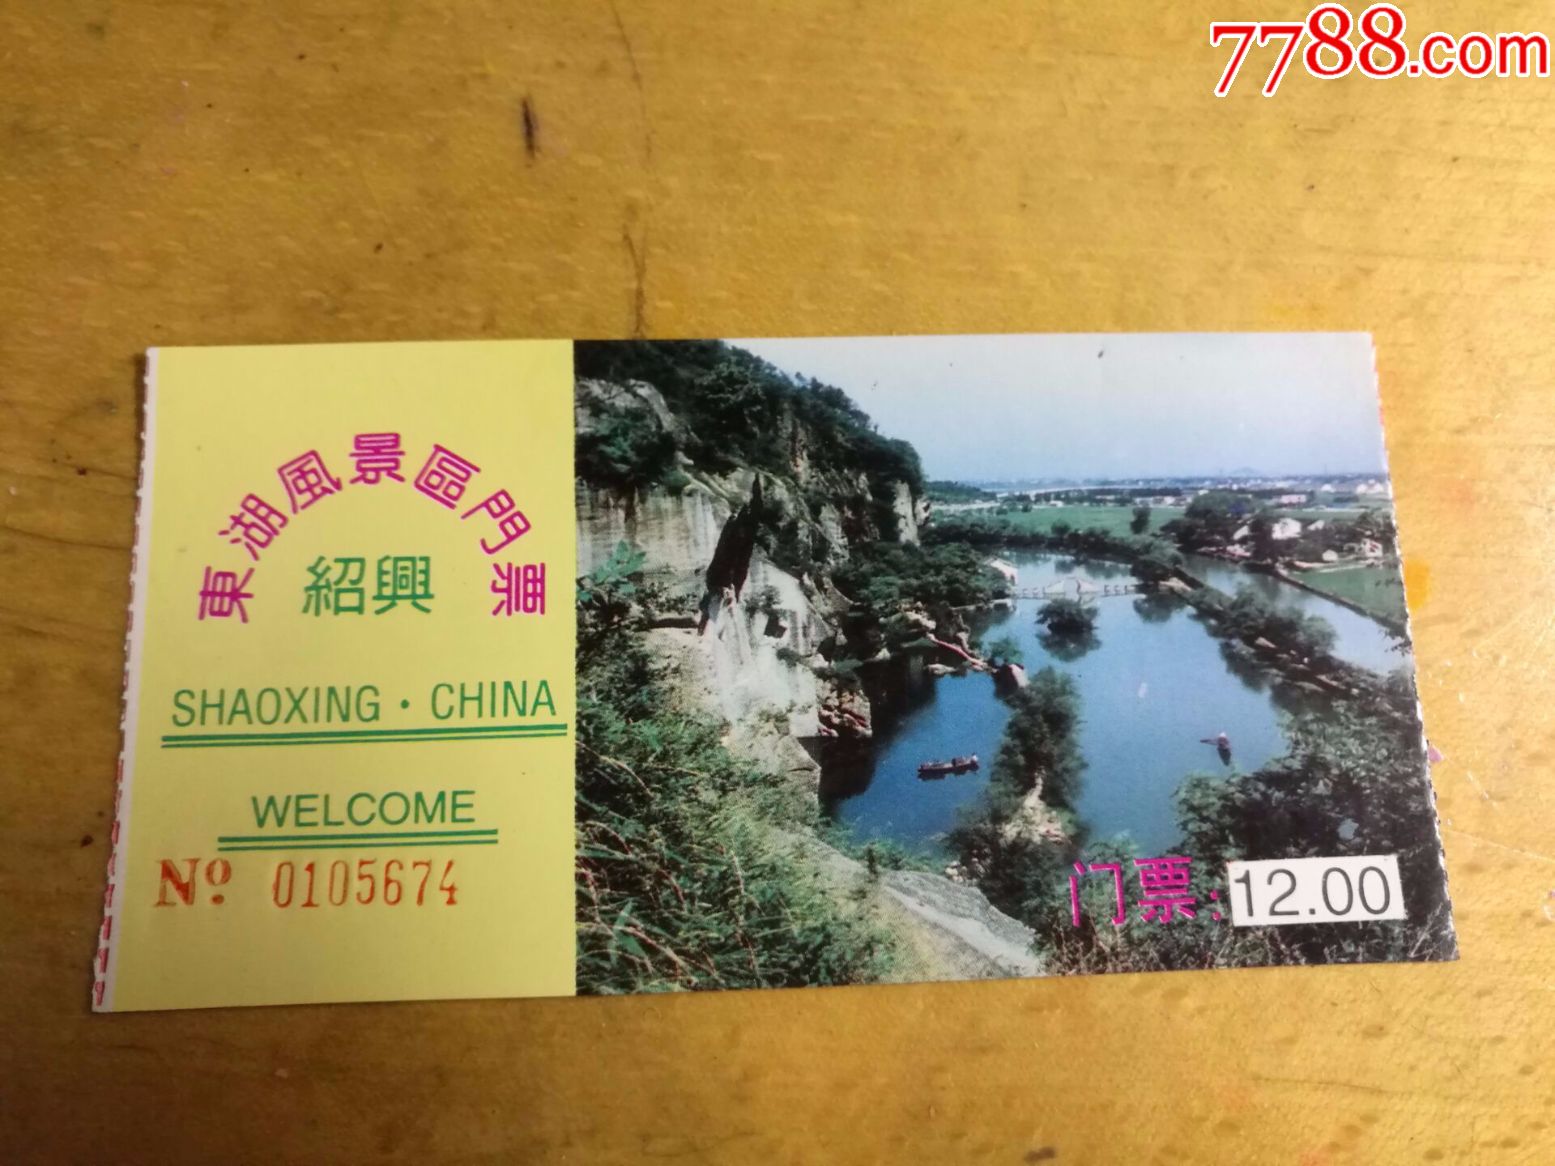 7788.com
東湖風景區門票
紹興
SHAOXING · CHINA
WELCOME
No 0105674
门票: 12.00